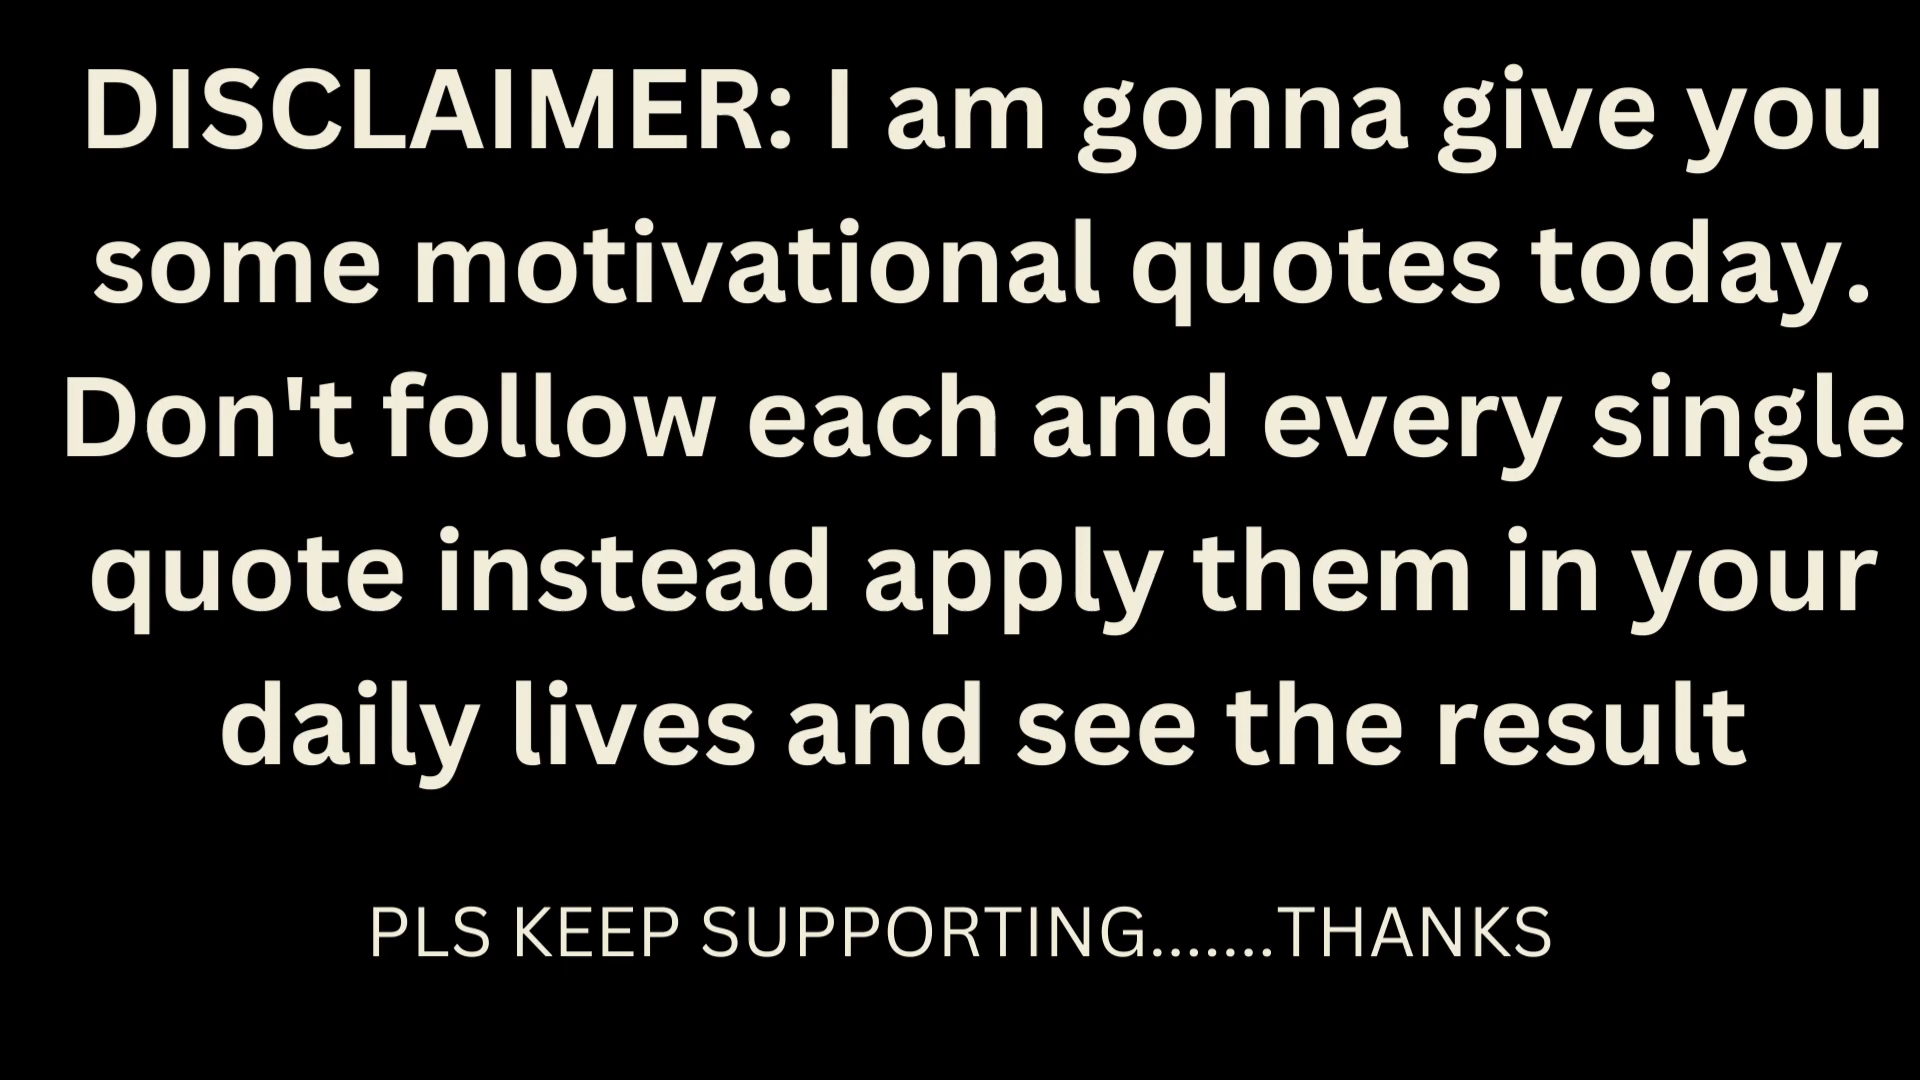 DISCLAIMER: I am gonna give you
some motivational quotes today.
Don't follow each and every single
quote instead apply them in your
daily lives and see the result
PLS KEEP SUPPORTING.......THANKS